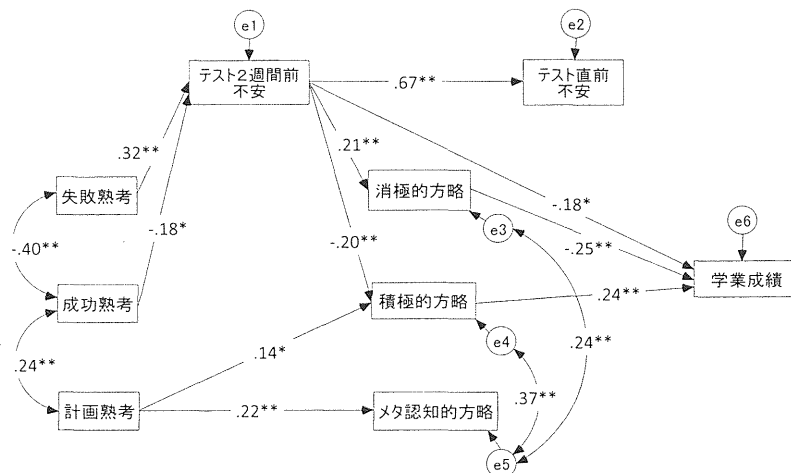 e1
e2
テスト2週間前
不安
.67**
テスト直前
不安
.32**
.21**
失敗熟考
消極的方略
-.18*
-.18*
e3
-.40**
-.20**
-.25**
e6
成功熟考
積極的方略
.24**
学業成績
.24**
.14*
e4
.24**
計画熟考
.22**
メタ認知的方略
.37**
e5